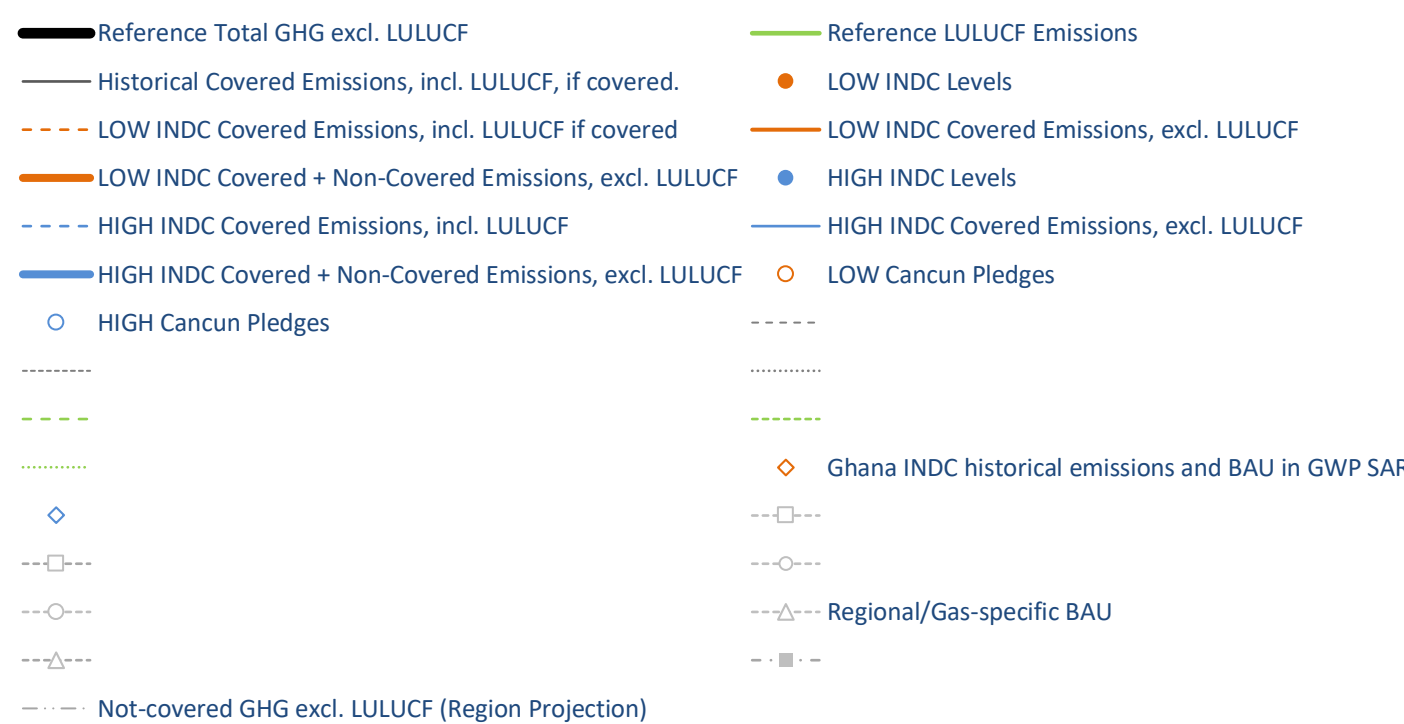 Reference Total GHG excl. LULUCF
Reference LULUCF Emissions
Historical Covered Emissions, incl. LULUCF, if covered.
LOW INDC Levels
LOW INDC Covered Emissions, incl. LULUCF if covered
LOW INDC Covered Emissions, excl. LULUCF
LOW INDC Covered + Non-Covered Emissions, excl. LULUCF
HIGH INDC Levels
HIGH INDC Covered Emissions, incl. LULUCF
HIGH INDC Covered Emissions, excl. LULUCF
HIGH INDC Covered + Non-Covered Emissions, excl. LULUCF
LOW Cancun Pledges
HIGH Cancun Pledges
Ghana INDC historical emissions and BAU in GWP SAR
Regional/Gas-specific BAU
Not-covered GHG excl. LULUCF (Region Projection)